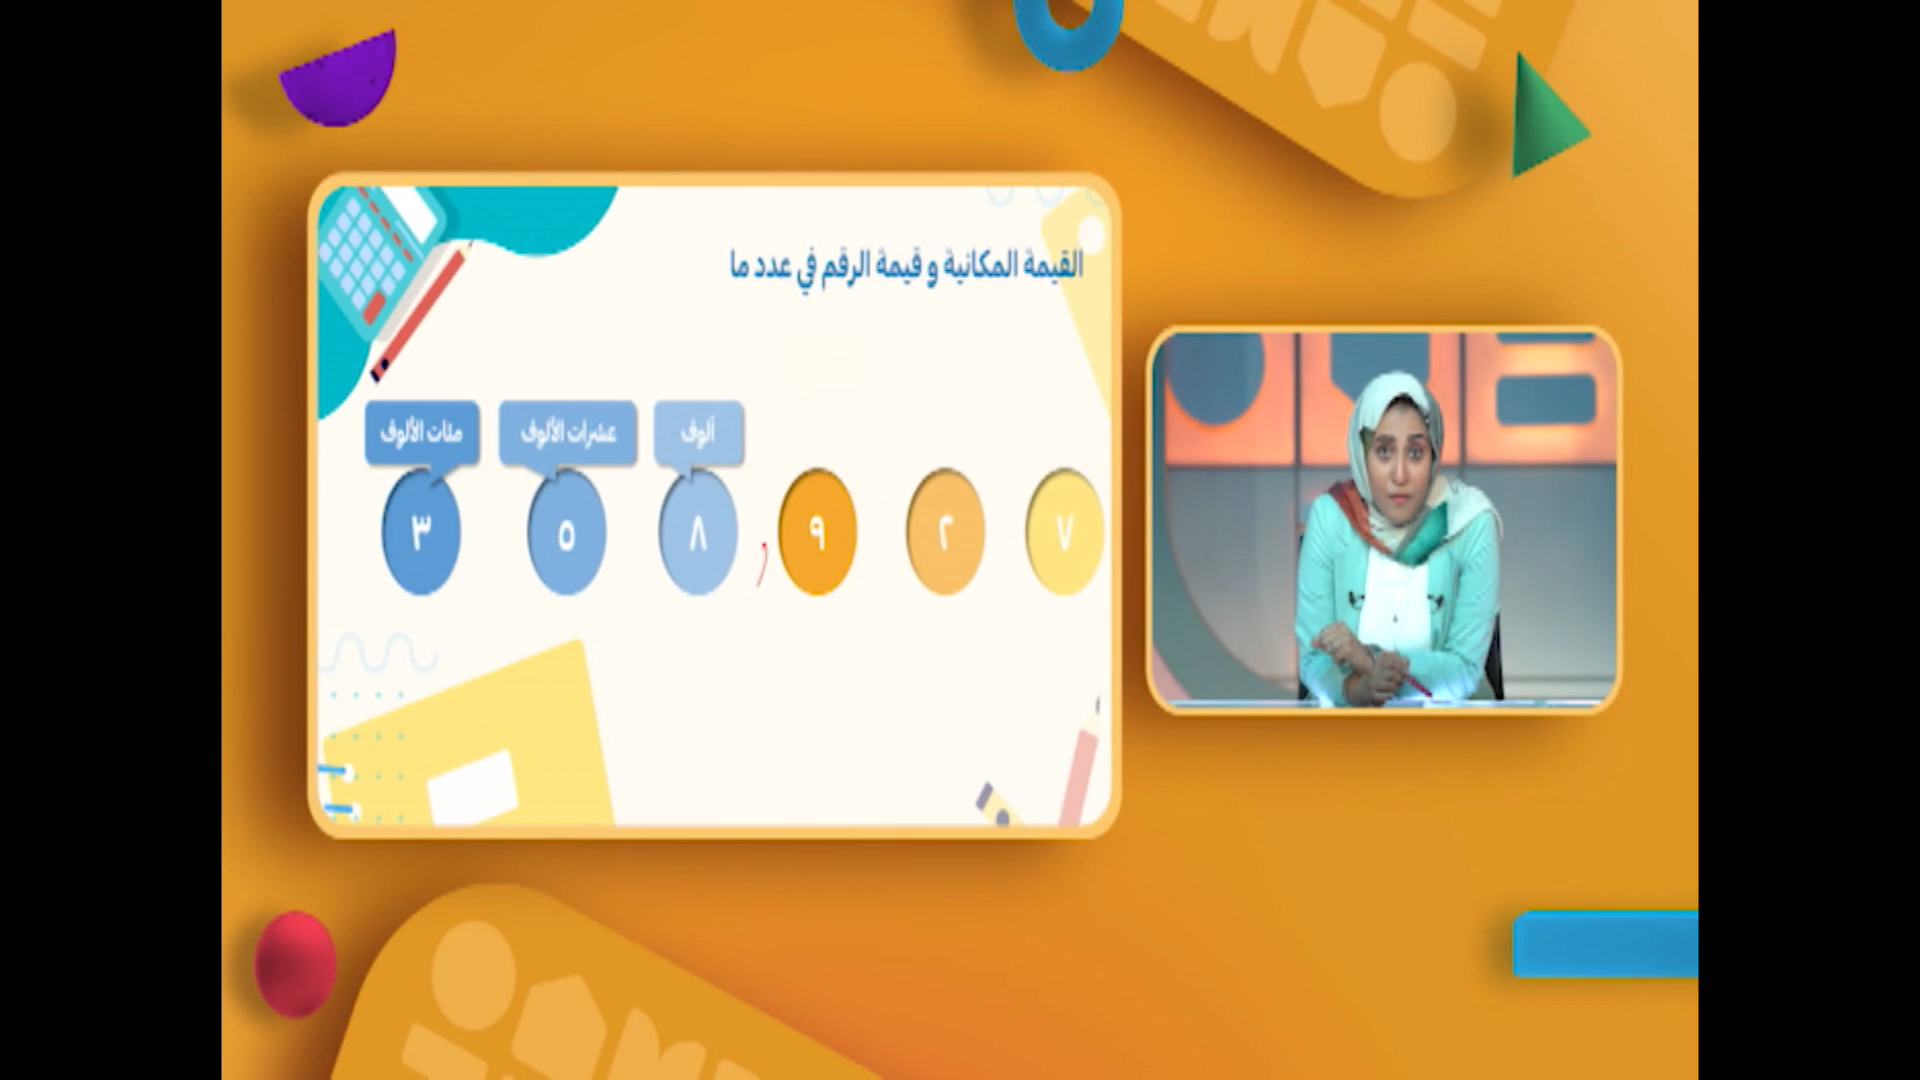 القيمة المكانية و قيمة الرقم في عدد ما
مئات الألوف عشرات الألوف ألوف
٣ ٥ ٨ , ٩ ٢ ٧